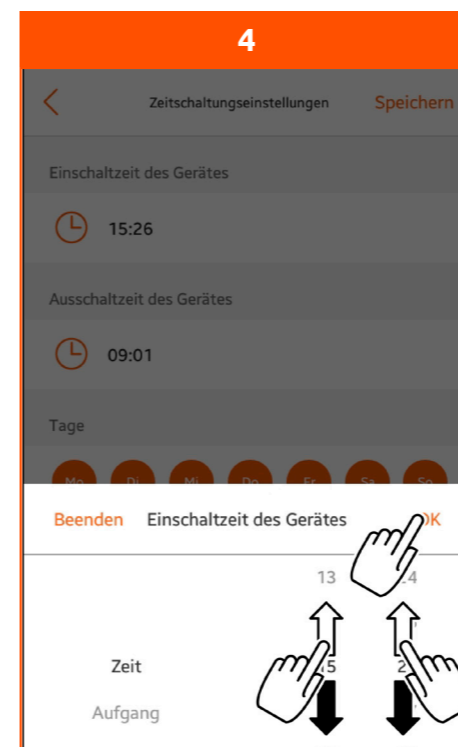 4
Zeitschaltungseinstellungen Speichern
Einschaltzeit des Gerätes
15:26
Ausschaltzeit des Gerätes
09:01
Tage
Mo Di Mi Do Fr Sa So
Beenden Einschaltzeit des Gerätes OK
13
Zeit
Aufgang